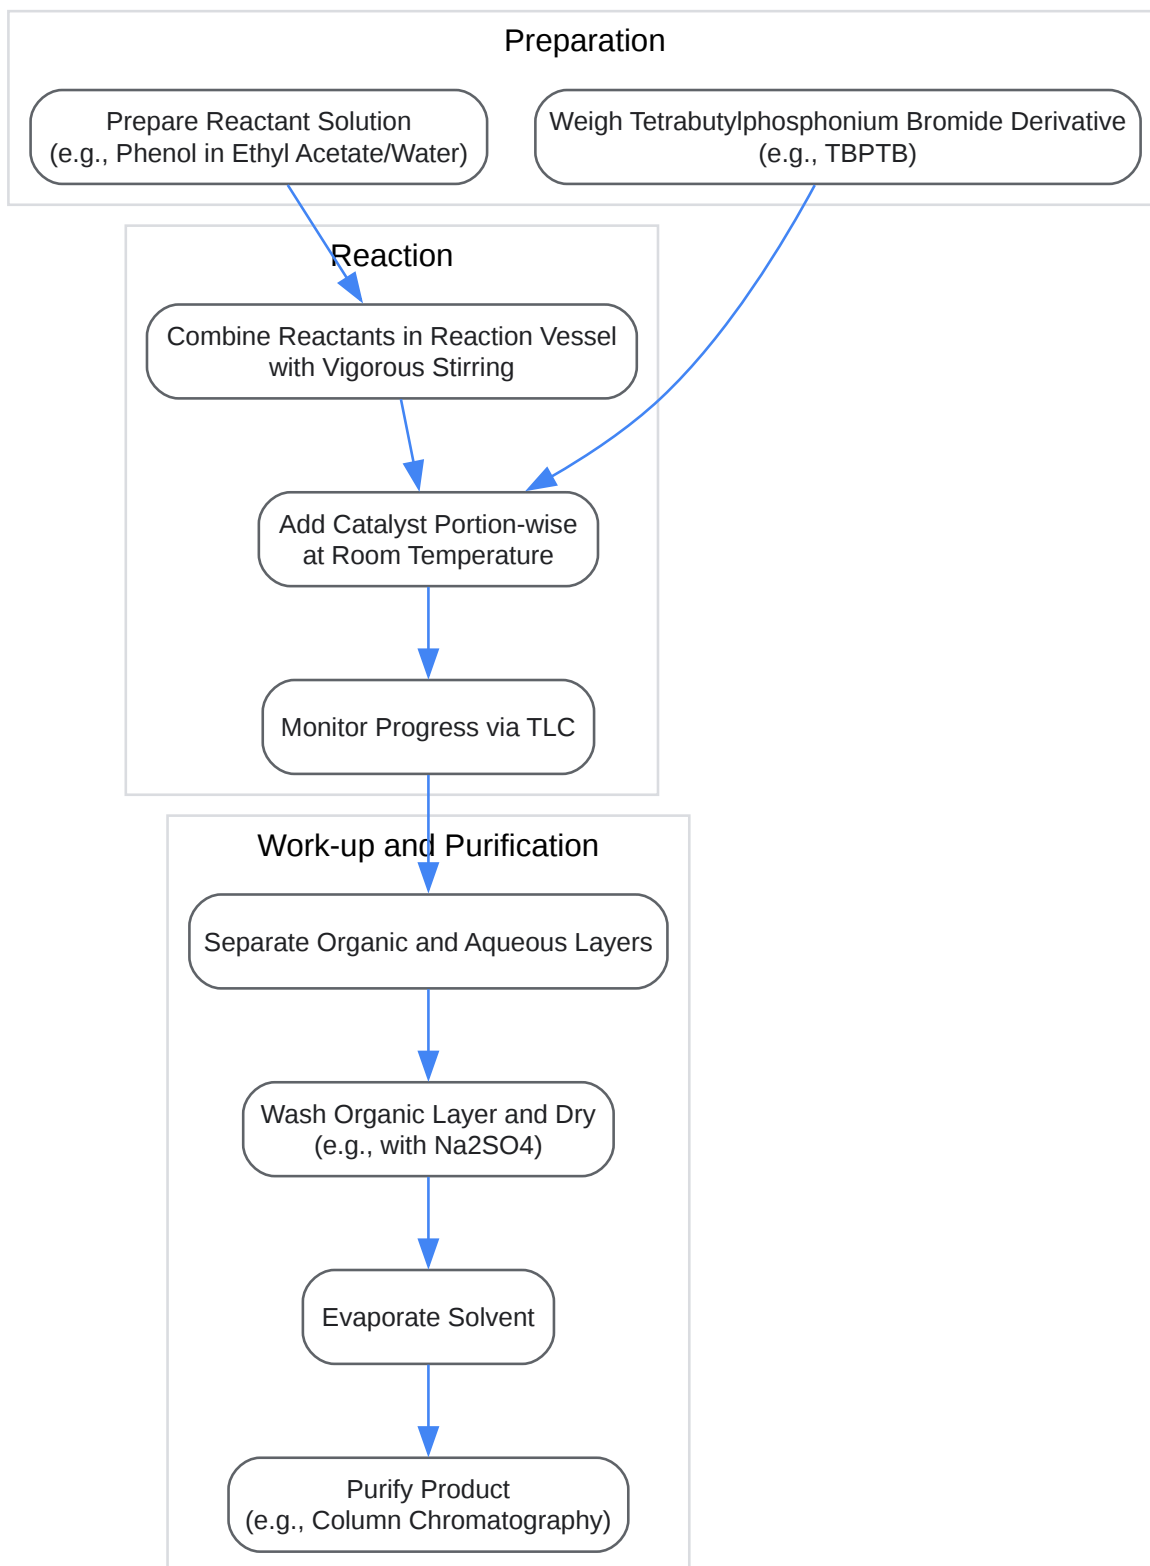 Preparation
Prepare Reactant Solution
(e.g., Phenol in Ethyl Acetate/Water)
Weigh Tetrabutylphosphonium Bromide Derivative
(e.g., TBPTB)
Reaction
Combine Reactants in Reaction Vessel
with Vigorous Stirring
Add Catalyst Portion-wise
at Room Temperature
Monitor Progress via TLC
Work-up and Purification
Separate Organic and Aqueous Layers
Wash Organic Layer and Dry
(e.g., with Na2SO4)
Evaporate Solvent
Purify Product
(e.g., Column Chromatography)